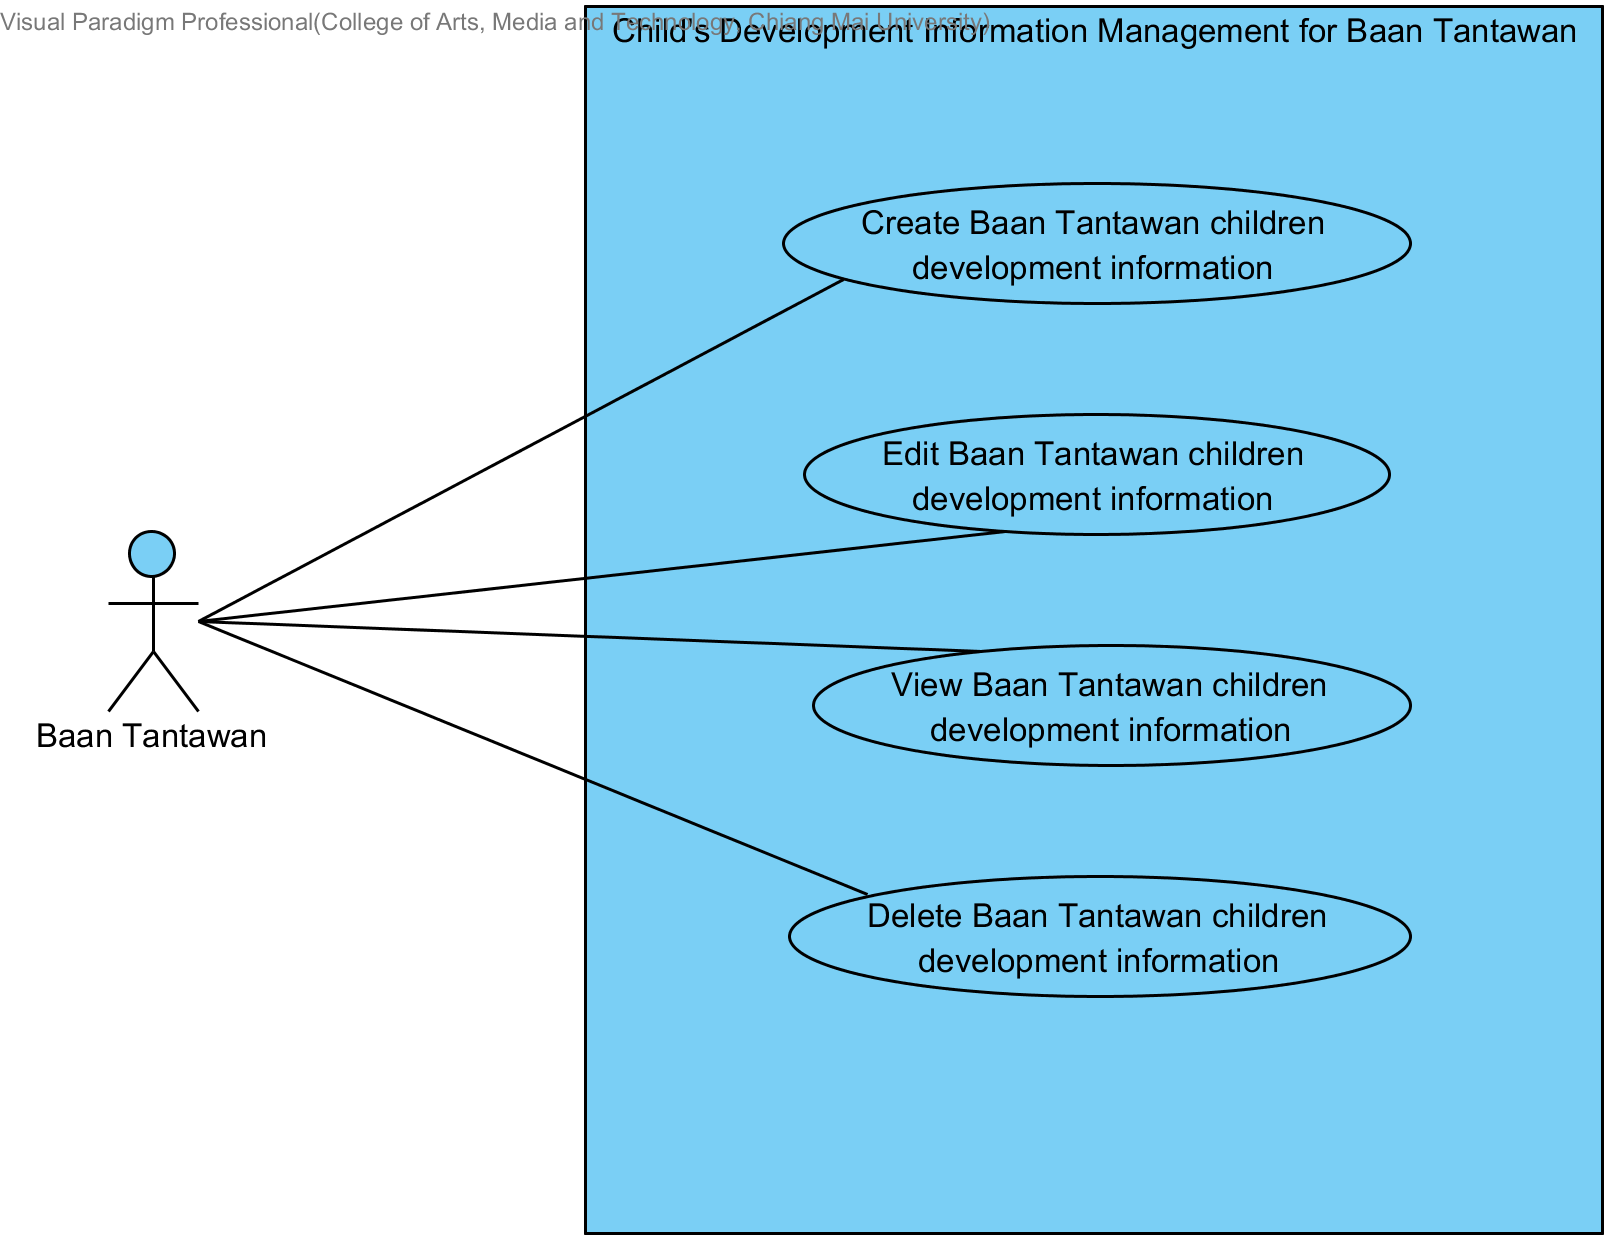 Visual Paradigm Professional(College of Arts, Media and Technology, Chiang Mai University)
Child's Development Information Management for Baan Tantawan
Create Baan Tantawan children
development information
Edit Baan Tantawan children
development information
View Baan Tantawan children
development information
Baan Tantawan
Delete Baan Tantawan children
development information